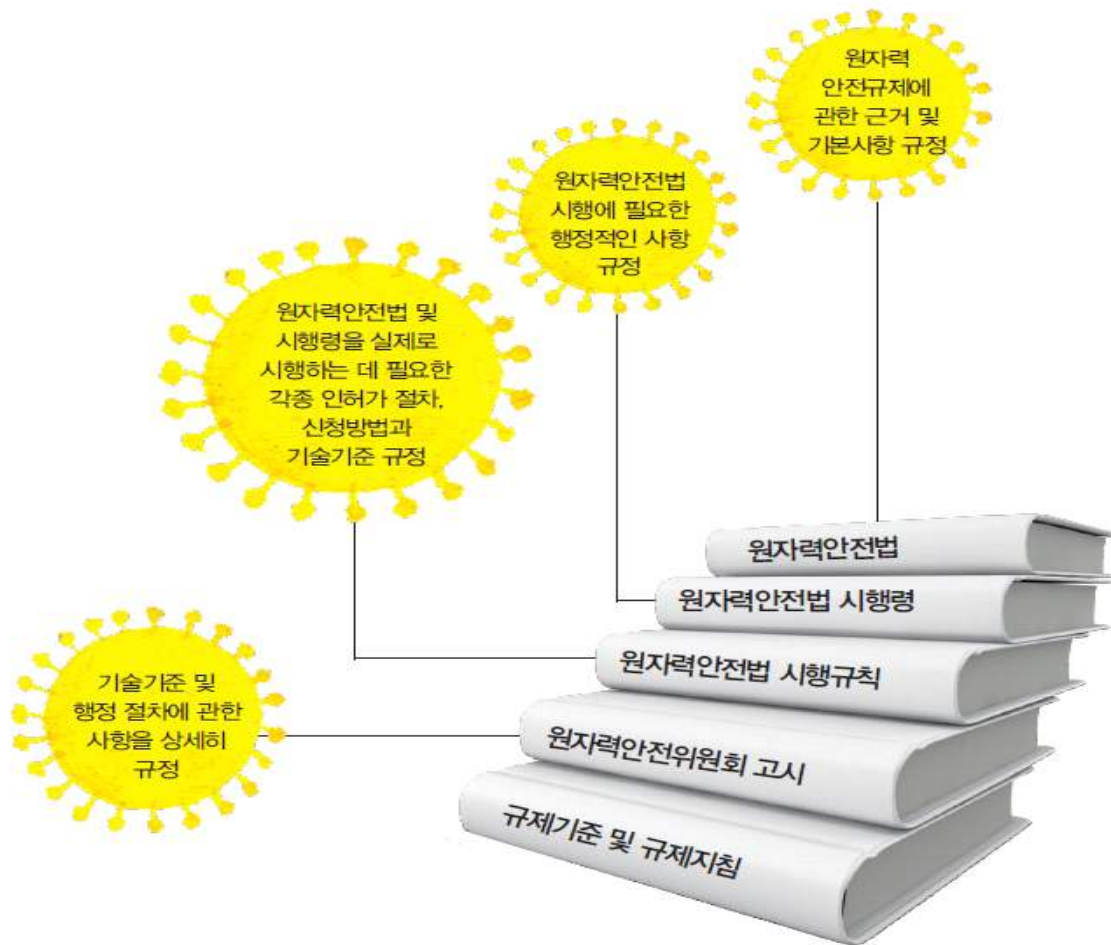 원자력
안전규제에
관한 근거 및
기본사항 규정
원자력안전법
시행에 필요한
행정적인 사항
규정
원자력안전법 및
시행령을 실제로
시행하는 데 필요한
각종 인허가 절차,
신청방법과
기술기준 규정
기술기준 및
행정 절차에 관한
사항을 상세히
규정
원자력안전법
원자력안전법 시행령
원자력안전법 시행규칙
원자력안전위원회 고시
규제기준 및 규제지침